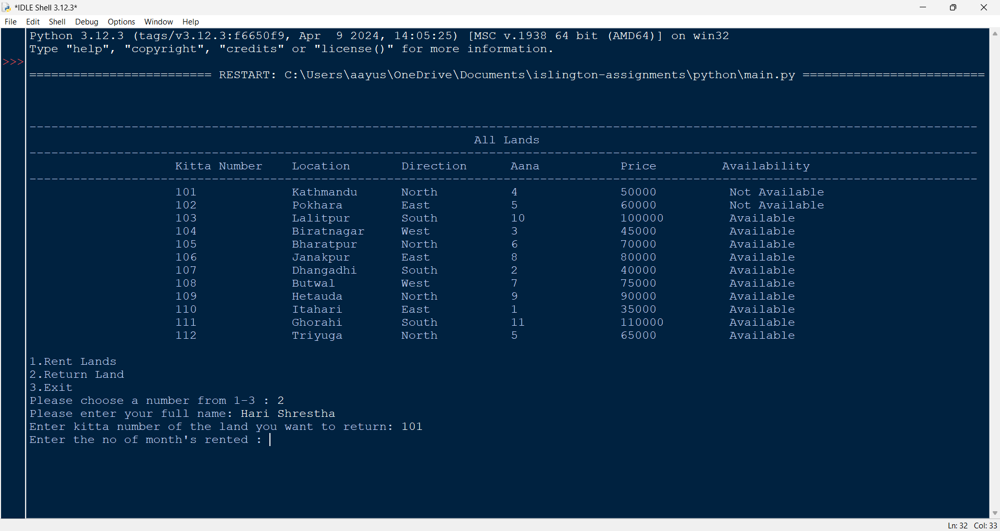 *IDLE Shell 3.12.3*
File Edit Shell Debug Options Window Help
Python 3.12.3 (tags/v3.12.3:f6650f9, Apr  9 2024, 14:05:25) [MSC v.1938 64 bit (AMD64)] on win32
Type "help", "copyright", "credits" or "license()" for more information.
>>>
========================= RESTART: C:\Users\aayus\OneDrive\Documents\islington-assignments\python\main.py =========================
----------------------------------------------------------------------------------------------------------------------------------
All Lands
----------------------------------------------------------------------------------------------------------------------------------
Kitta Number Location Direction Aana Price Availability
----------------------------------------------------------------------------------------------------------------------------------
101 Kathmandu North 4 50000 Not Available
102 Pokhara East 5 60000 Not Available
103 Lalitpur South 10 100000 Available
104 Biratnagar West 3 45000 Available
105 Bharatpur North 6 70000 Available
106 Janakpur East 8 80000 Available
107 Dhangadhi South 2 40000 Available
108 Butwal West 7 75000 Available
109 Hetauda North 9 90000 Available
110 Itahari East 1 35000 Available
111 Ghorahi South 11 110000 Available
112 Triyuga North 5 65000 Available
1.Rent Lands
2.Return Land
3.Exit
Please choose a number from 1-3 : 2
Please enter your full name: Hari Shrestha
Enter kitta number of the land you want to return: 101
Enter the no of month's rented :
Ln: 32 Col: 33